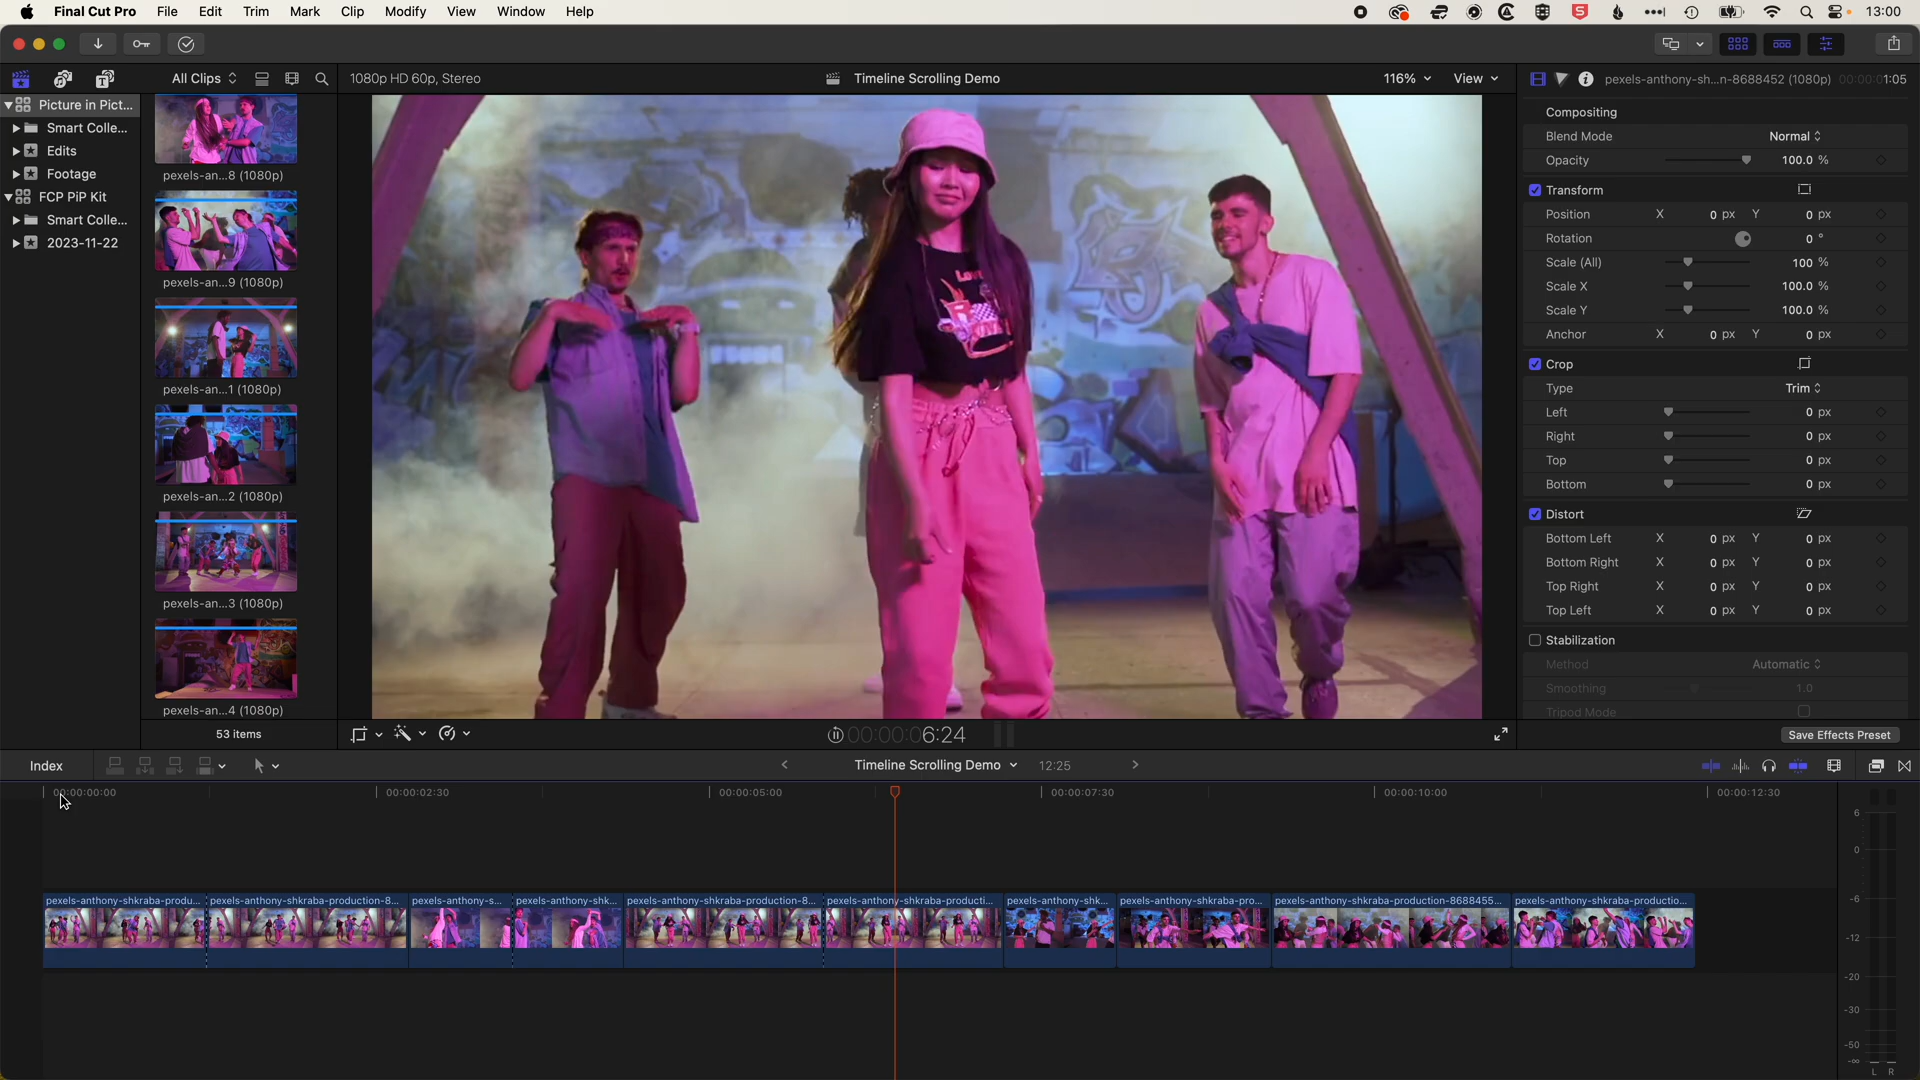 Final Cut Pro File Edit Trim Mark Clip Modify View Window Help 13:00
All Clips 1080p HD 60p, Stereo Timeline Scrolling Demo 116% View pexels-anthony-sh...n-8688452 (1080p) 00:00:01:05
Picture in Pict...
Smart Colle...
Edits
Footage
FCP PiP Kit
Smart Colle...
2023-11-22
pexels-an...8 (1080p)
pexels-an...9 (1080p)
pexels-an...1 (1080p)
pexels-an...2 (1080p)
pexels-an...3 (1080p)
pexels-an...4 (1080p)
53 items
Compositing
Blend Mode Normal
Opacity 100.0 %
Transform
Position X 0 px Y 0 px
Rotation 0 °
Scale (All) 100 %
Scale X 100.0 %
Scale Y 100.0 %
Anchor X 0 px Y 0 px
Crop
Type Trim
Left 0 px
Right 0 px
Top 0 px
Bottom 0 px
Distort
Bottom Left X 0 px Y 0 px
Bottom Right X 0 px Y 0 px
Top Right X 0 px Y 0 px
Top Left X 0 px Y 0 px
Stabilization
Method Automatic
Smoothing 1.0
Tripod Mode
00:00:06:24
Save Effects Preset
Index Timeline Scrolling Demo 12:25
00:00:00:00 00:00:02:30 00:00:05:00 00:00:07:30 00:00:10:00 00:00:12:30
pexels-anthony-shkraba-produ... pexels-anthony-shkraba-production-8... pexels-anthony-s... pexels-anthony-shk... pexels-anthony-shkraba-production-8... pexels-anthony-shkraba-producti... pexels-anthony-shk... pexels-anthony-shkraba-pro... pexels-anthony-shkraba-production-8688455... pexels-anthony-shkraba-productio...
6
0
-6
-12
-20
-30
-50
-∞
L R